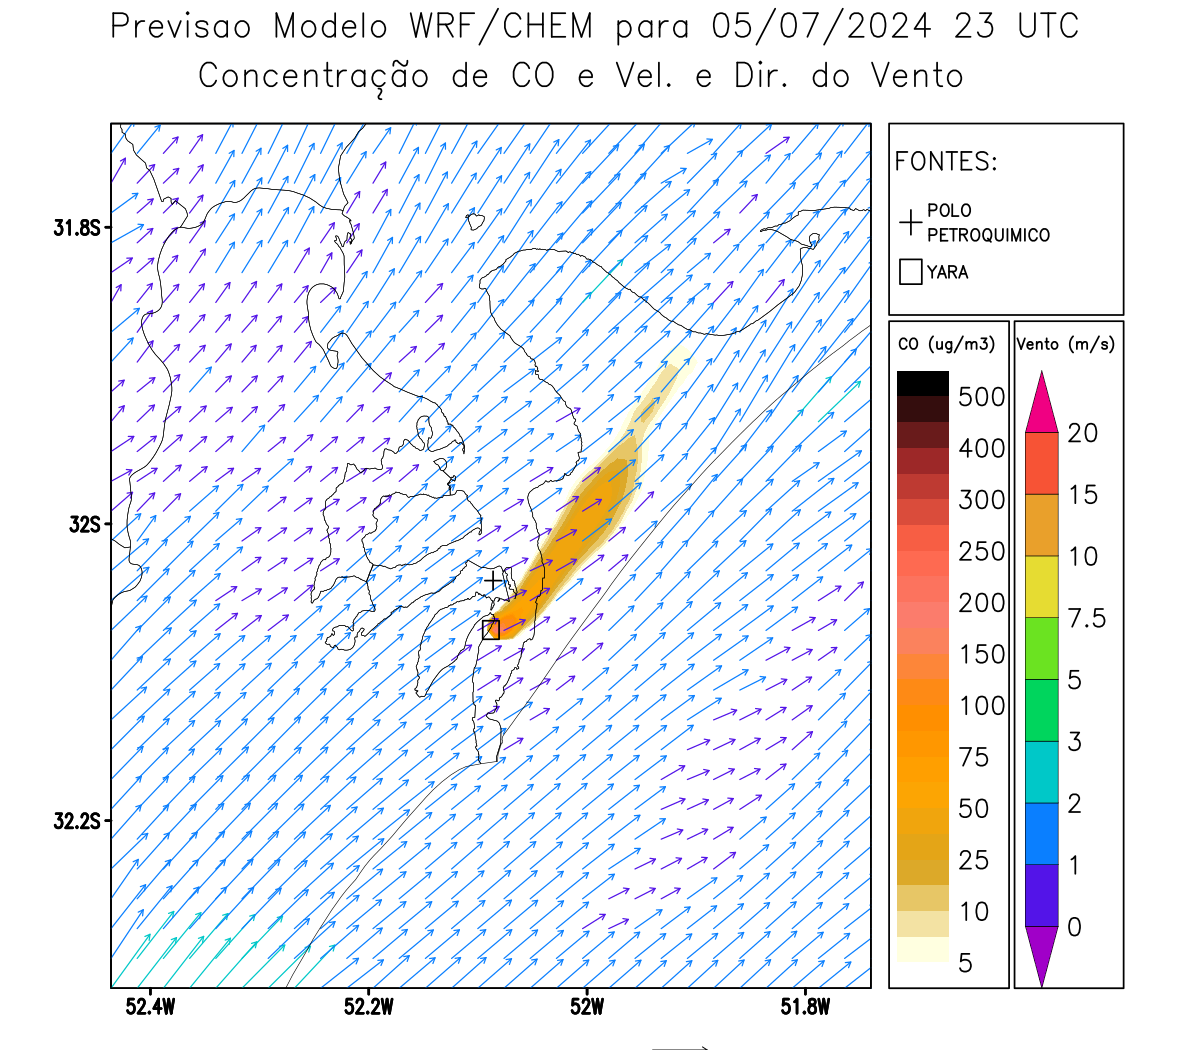 Previsao Modelo WRF/CHEM para 05/07/2024 23 UTC
Concentração de CO e Vel. e Dir. do Vento
FONTES:
POLO
PETROQUIMICO
YARA
CO (ug/m3)
500
400
300
250
200
150
100
75
50
25
10
5
Vento (m/s)
20
15
10
7.5
5
3
2
1
0
31.8S
32S
32.2S
52.4W
52.2W
52W
51.8W